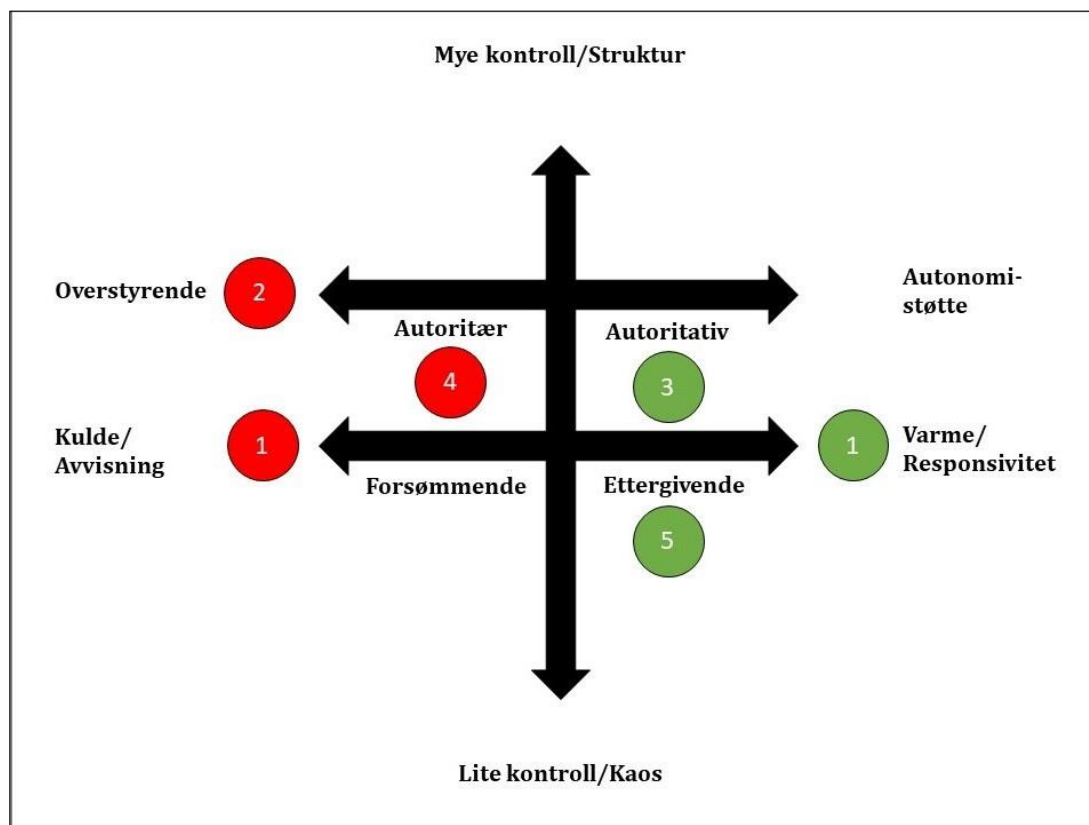 Mye kontroll/Struktur
Overstyrende
2
Autonomi-
støtte
Autoritær
Autoritativ
4
3
Kulde/
Avvisning
1
1
Varme/
Responsivitet
Forsømmende
Ettergivende
5
Lite kontroll/Kaos